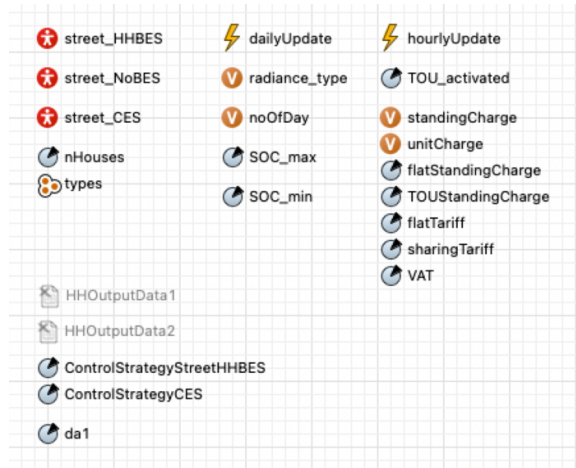 street_HHBES
street_NoBES
street_CES
nHouses
types
dailyUpdate
V radiance_type
V noOfDay
SOC_max
SOC_min
hourlyUpdate
TOU_activated
V standingCharge
V unitCharge
flatStandingCharge
TOUStandingCharge
flatTariff
sharingTariff
VAT
HHOutputData1
HHOutputData2
ControlStrategyStreetHHBES
ControlStrategyCES
da1